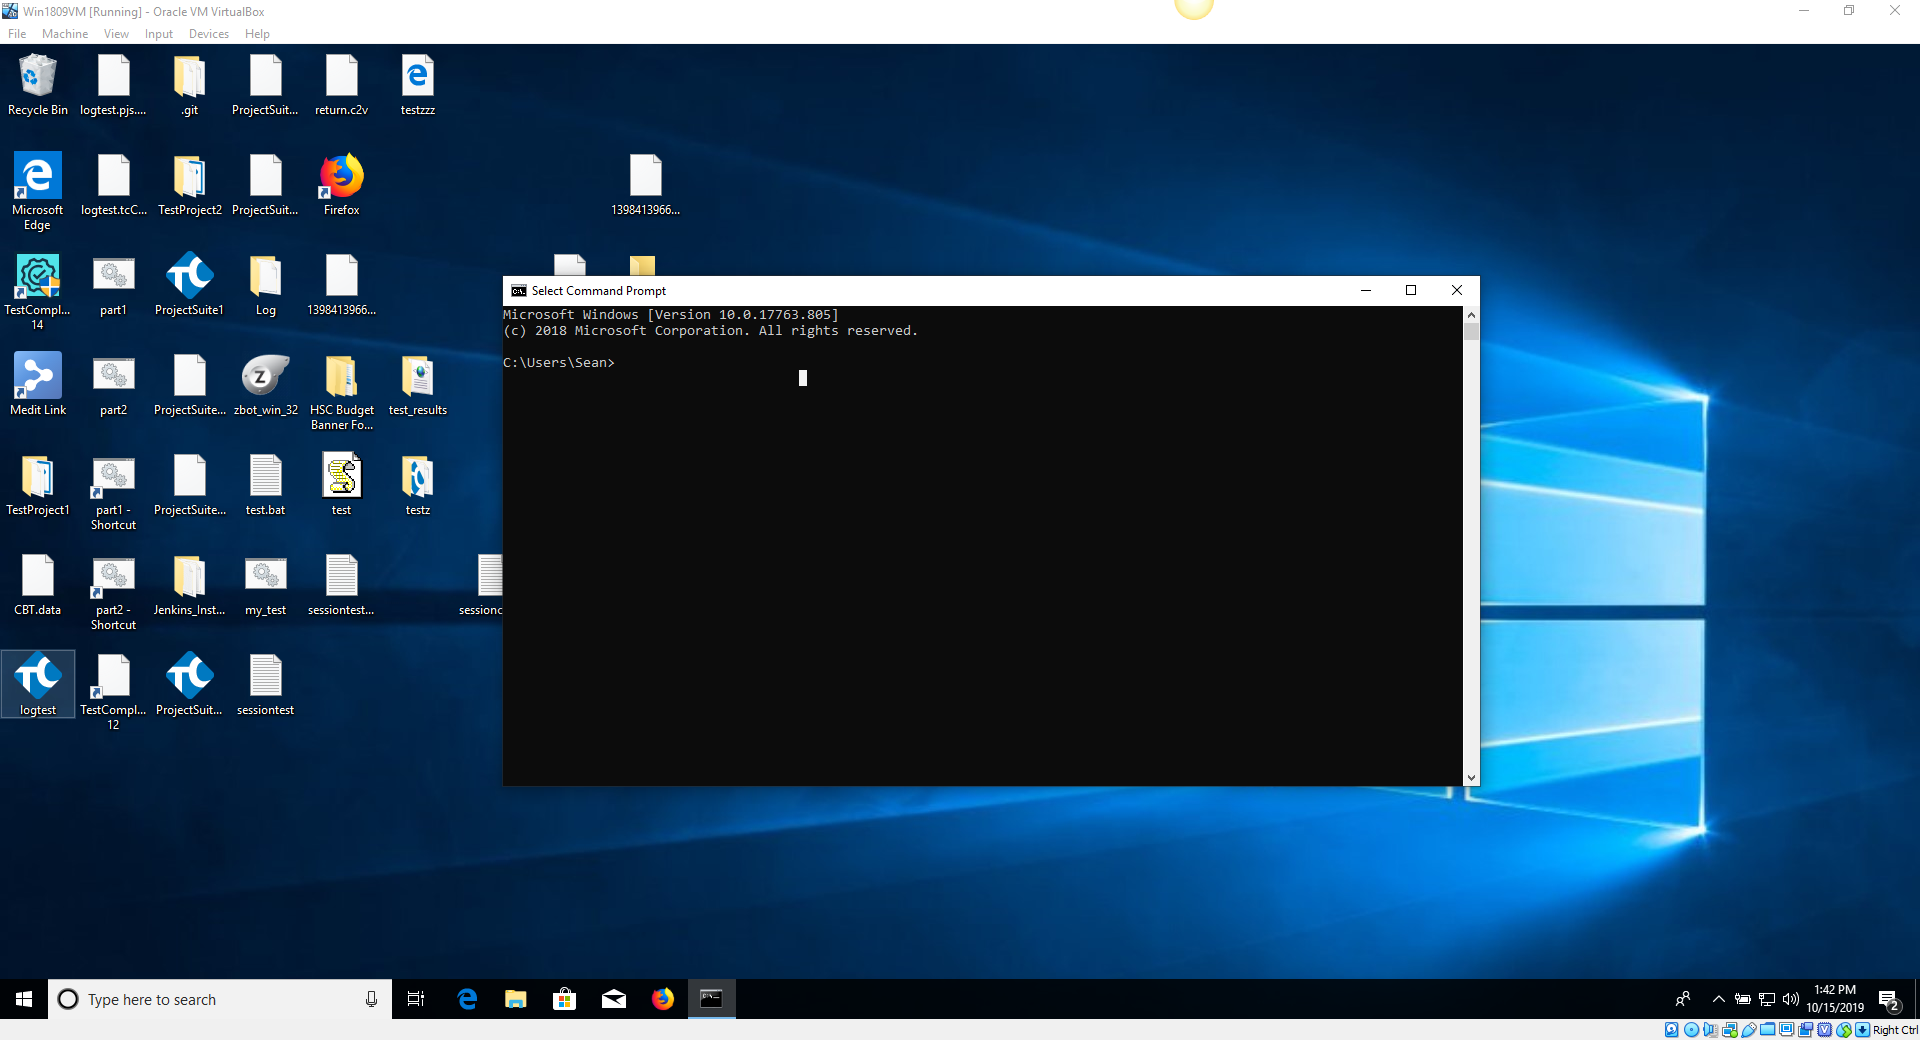 Win1809VM [Running] - Oracle VM VirtualBox
File Machine View Input Devices Help
Recycle Bin
logtest.pjs....
.git
ProjectSuit...
return.c2v
testzzz
Microsoft
Edge
logtest.tcC...
TestProject2
ProjectSuit...
Firefox
1398413966...
TestCompl...
14
part1
ProjectSuite1
Log
1398413966...
Select Command Prompt
Microsoft Windows [Version 10.0.17763.805]
(c) 2018 Microsoft Corporation. All rights reserved.
C:\Users\Sean>
Medit Link
part2
ProjectSuite...
zbot_win_32
HSC Budget
Banner Fo...
test_results
TestProject1
part1 -
Shortcut
ProjectSuite...
test.bat
test
testz
CBT.data
part2 -
Shortcut
Jenkins_Inst...
my_test
sessiontest...
sessionc
logtest
TestCompl...
12
ProjectSuit...
sessiontest
Type here to search
1:42 PM
10/15/2019
2
Right Ctrl